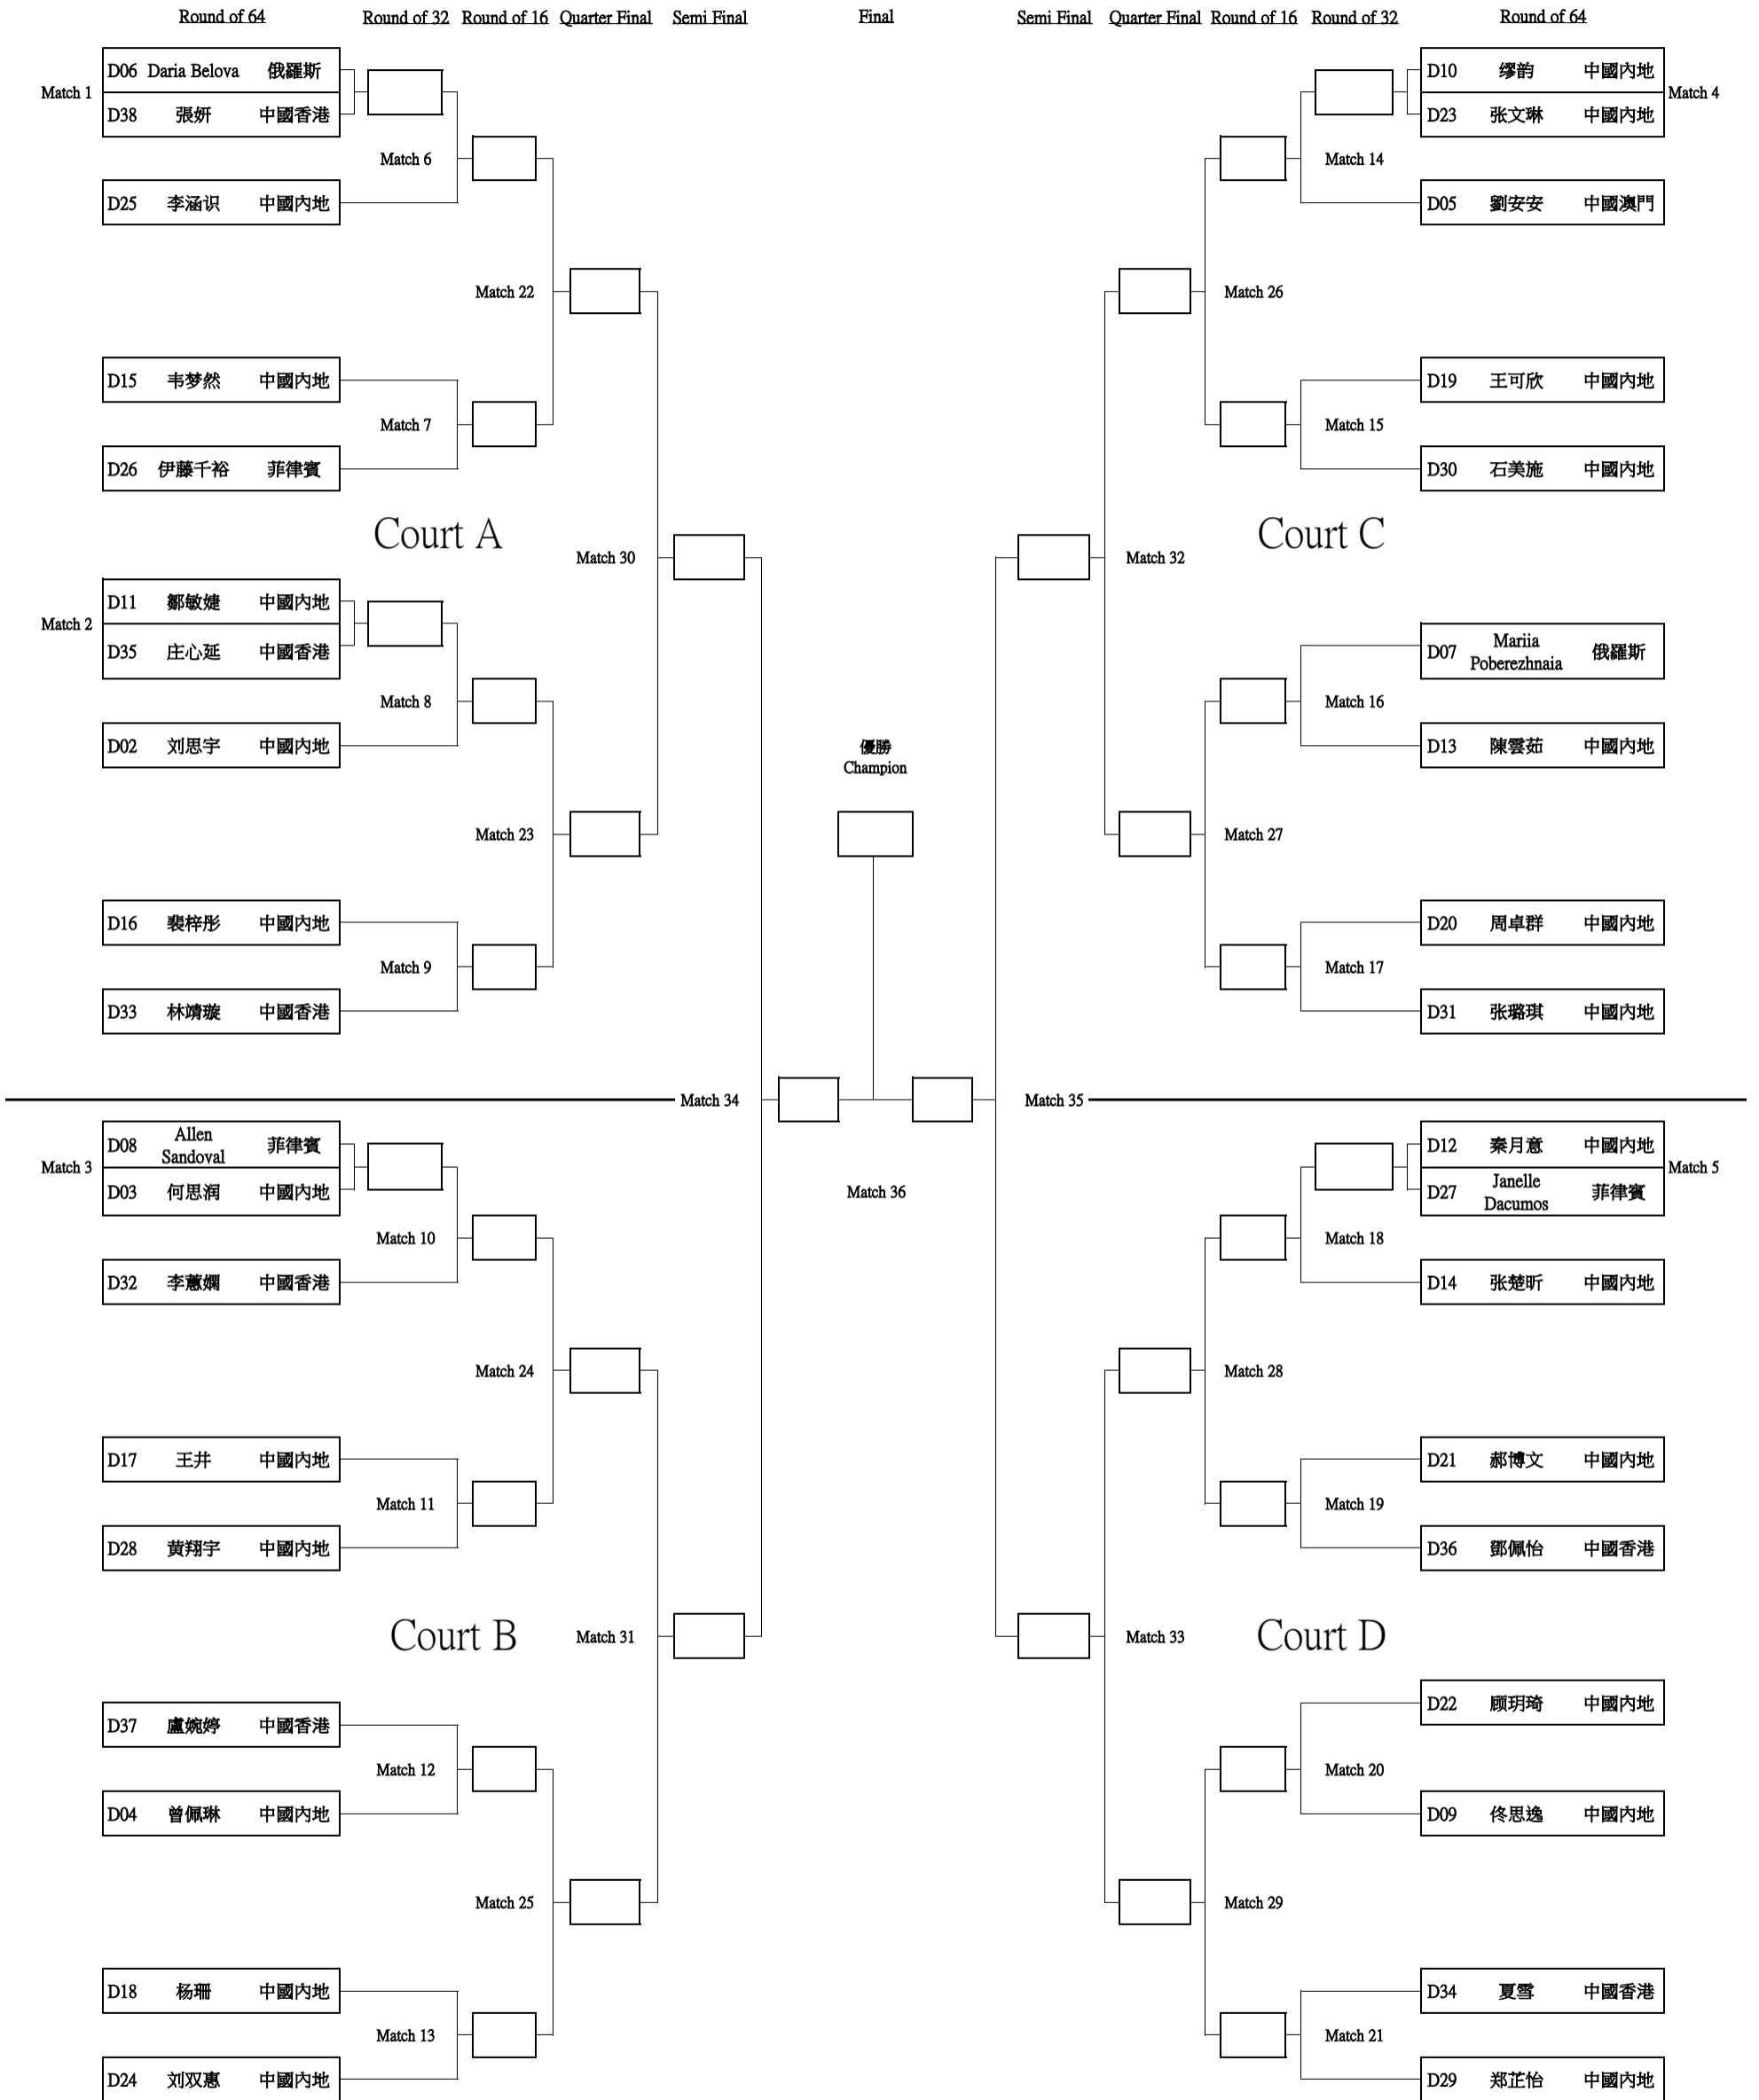 Round of 64 Round of 32 Round of 16 Quarter Final Semi Final Final Semi Final Quarter Final Round of 16 Round of 32 Round of 64
D06 Daria Belova 俄羅斯 D10 缪韵 中國內地
Match 1 Match 4
D38 張妍 中國香港 D23 张文琳 中國內地
Match 6 Match 14
D25 李涵识 中國內地 D05 劉安安 中國澳門
Match 22 Match 26
D15 韦梦然 中國內地 D19 王可欣 中國內地
Match 7 Match 15
D26 伊藤千裕 菲律賓 D30 石美施 中國內地
Court A Court C
Match 30 Match 32
D11 鄒敏婕 中國內地
Match 2
D35 庄心延 中國香港 D07 Mariia Poberezhnaia 俄羅斯
Match 8 Match 16
D02 刘思宇 中國內地 D13 陳雲茹 中國內地
優勝
Champion
Match 23 Match 27
D16 裴梓彤 中國內地 D20 周卓群 中國內地
Match 9 Match 17
D33 林靖璇 中國香港 D31 张璐琪 中國內地
Match 34 Match 35
D08 Allen Sandoval 菲律賓 D12 秦月意 中國內地
Match 3 Match 5
D03 何思润 中國內地 D27 Janelle Dacumos 菲律賓
Match 36
Match 10 Match 18
D32 李蕙嫻 中國香港 D14 张楚昕 中國內地
Match 24 Match 28
D17 王井 中國內地 D21 郝博文 中國內地
Match 11 Match 19
D28 黄翔宇 中國內地 D36 鄧佩怡 中國香港
Court B Court D
Match 31 Match 33
D37 盧婉婷 中國香港 D22 顾玥琦 中國內地
Match 12 Match 20
D04 曾佩琳 中國內地 D09 佟思逸 中國內地
Match 25 Match 29
D18 杨珊 中國內地 D34 夏雪 中國香港
Match 13 Match 21
D24 刘双惠 中國內地 D29 郑芷怡 中國內地